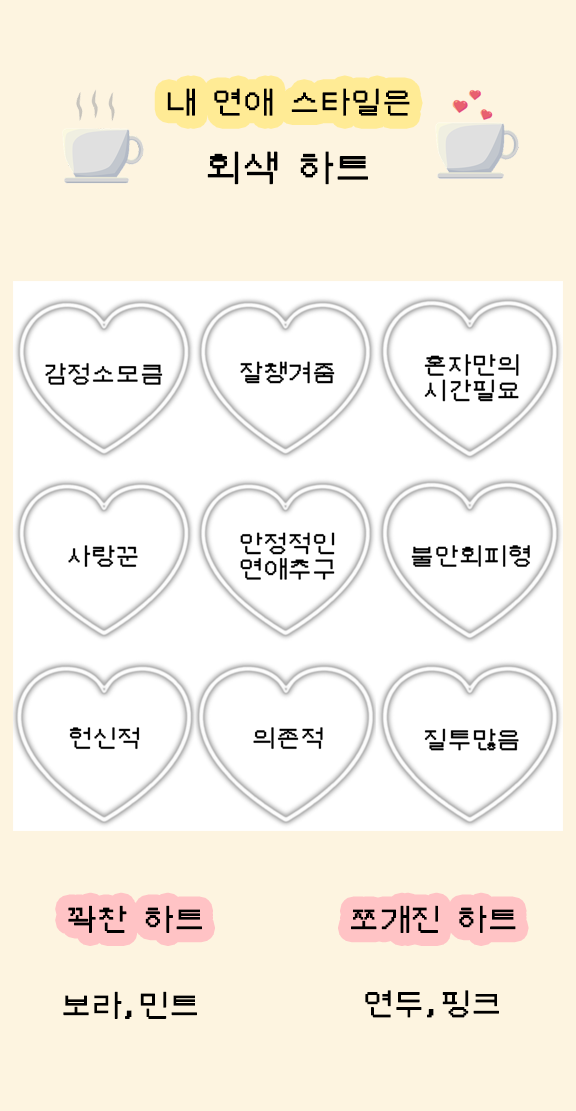 내 연애 스타일은
회색 하트
감정소모큼
잘챙겨줌
혼자만의
시간필요
사랑꾼
안정적인
연애추구
불안회피형
헌신적
의존적
질투많음
꽉찬 하트
쪼개진 하트
보라,민트
연두,핑크